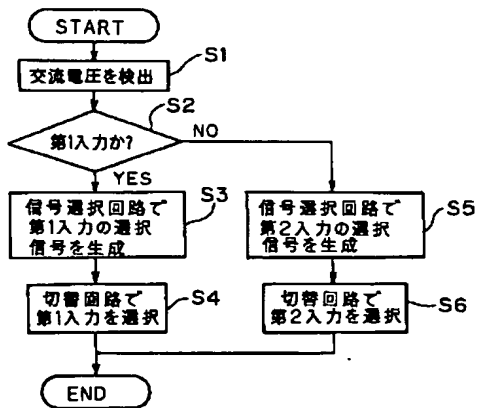 START
交流電圧を検出
S1
第1入力か?
S2
NO
YES
信号選択回路で
第1入力の選択
信号を生成
S3
切替回路で
第1入力を選択
S4
信号選択回路で
第2入力の選択
信号を生成
S5
切替回路で
第2入力を選択
S6
END